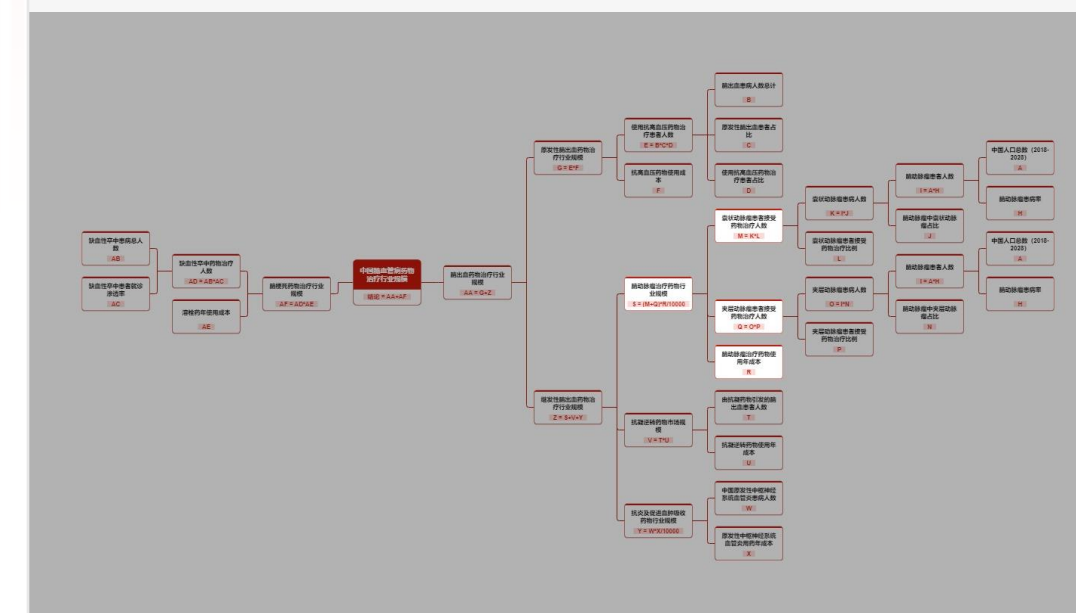 脑出血患病人数总计
B
使用抗高血压药物治
疗患者人数
E = B*C*D
原发性脑出血患者占
比
C
原发性脑出血药物治
疗行业规模
G = E*F
抗高血压药物使用成
本
F
使用抗高血压药物治
疗患者占比
D
中国人口总数（2018-
2028）
A
脑动脉瘤患者人数
I = A*H
脑动脉瘤患病率
H
囊状动脉瘤患病人数
K = I*J
脑动脉瘤中囊状动脉
瘤占比
J
囊状动脉瘤患者接受
药物治疗人数
M = K*L
囊状动脉瘤患者接受
药物治疗比例
L
中国人口总数（2018-
2028）
A
脑动脉瘤患者人数
I = A*H
脑动脉瘤患病率
H
夹层动脉瘤患病人数
O = I*N
脑动脉瘤中夹层动脉
瘤占比
N
夹层动脉瘤患者接受
药物治疗人数
Q = O*P
夹层动脉瘤患者接受
药物治疗比例
P
脑动脉瘤治疗药物行
业规模
S = (M+Q)*R/10000
脑动脉瘤治疗药物使
用年成本
R
缺血性卒中患病总人
数
AB
缺血性卒中药物治疗
人数
AD = AB*AC
缺血性卒中患者就诊
渗透率
AC
脑梗死药物治疗行业
规模
AF = AD*AE
溶栓药年使用成本
AE
中国脑血管病药物
治疗行业规模
结论 = AA+AF
脑出血药物治疗行业
规模
AA = G+Z
继发性脑出血药物治
疗行业规模
Z = S+V+Y
由抗凝药物引发的脑
出血患者人数
T
抗凝逆转药物市场规
模
V = T*U
抗凝逆转药物使用年
成本
U
中国原发性中枢神经
系统血管炎患病人数
W
抗炎及促进血肿吸收
药物行业规模
Y = W*X/10000
原发性中枢神经系统
血管炎用药年成本
X